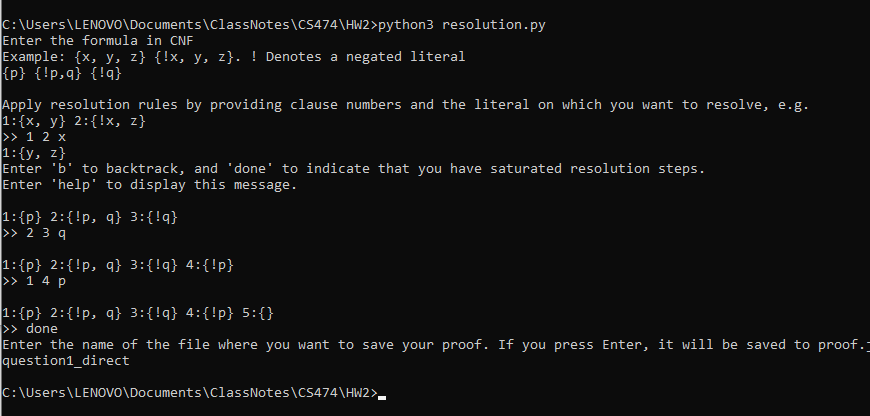 C:\Users\LENOVO\Documents\ClassNotes\CS474\HW2>python3 resolution.py
Enter the formula in CNF
Example: {x, y, z} {!x, y, z}. ! Denotes a negated literal
{p} {!p,q} {!q}
Apply resolution rules by providing clause numbers and the literal on which you want to resolve, e.g.
1:{x, y} 2:{!x, z}
>> 1 2 x
1:{y, z}
Enter 'b' to backtrack, and 'done' to indicate that you have saturated resolution steps.
Enter 'help' to display this message.
1:{p} 2:{!p, q} 3:{!q}
>> 2 3 q
1:{p} 2:{!p, q} 3:{!q} 4:{!p}
>> 1 4 p
1:{p} 2:{!p, q} 3:{!q} 4:{!p} 5:{}
>> done
Enter the name of the file where you want to save your proof. If you press Enter, it will be saved to proof.j
question1_direct
C:\Users\LENOVO\Documents\ClassNotes\CS474\HW2>